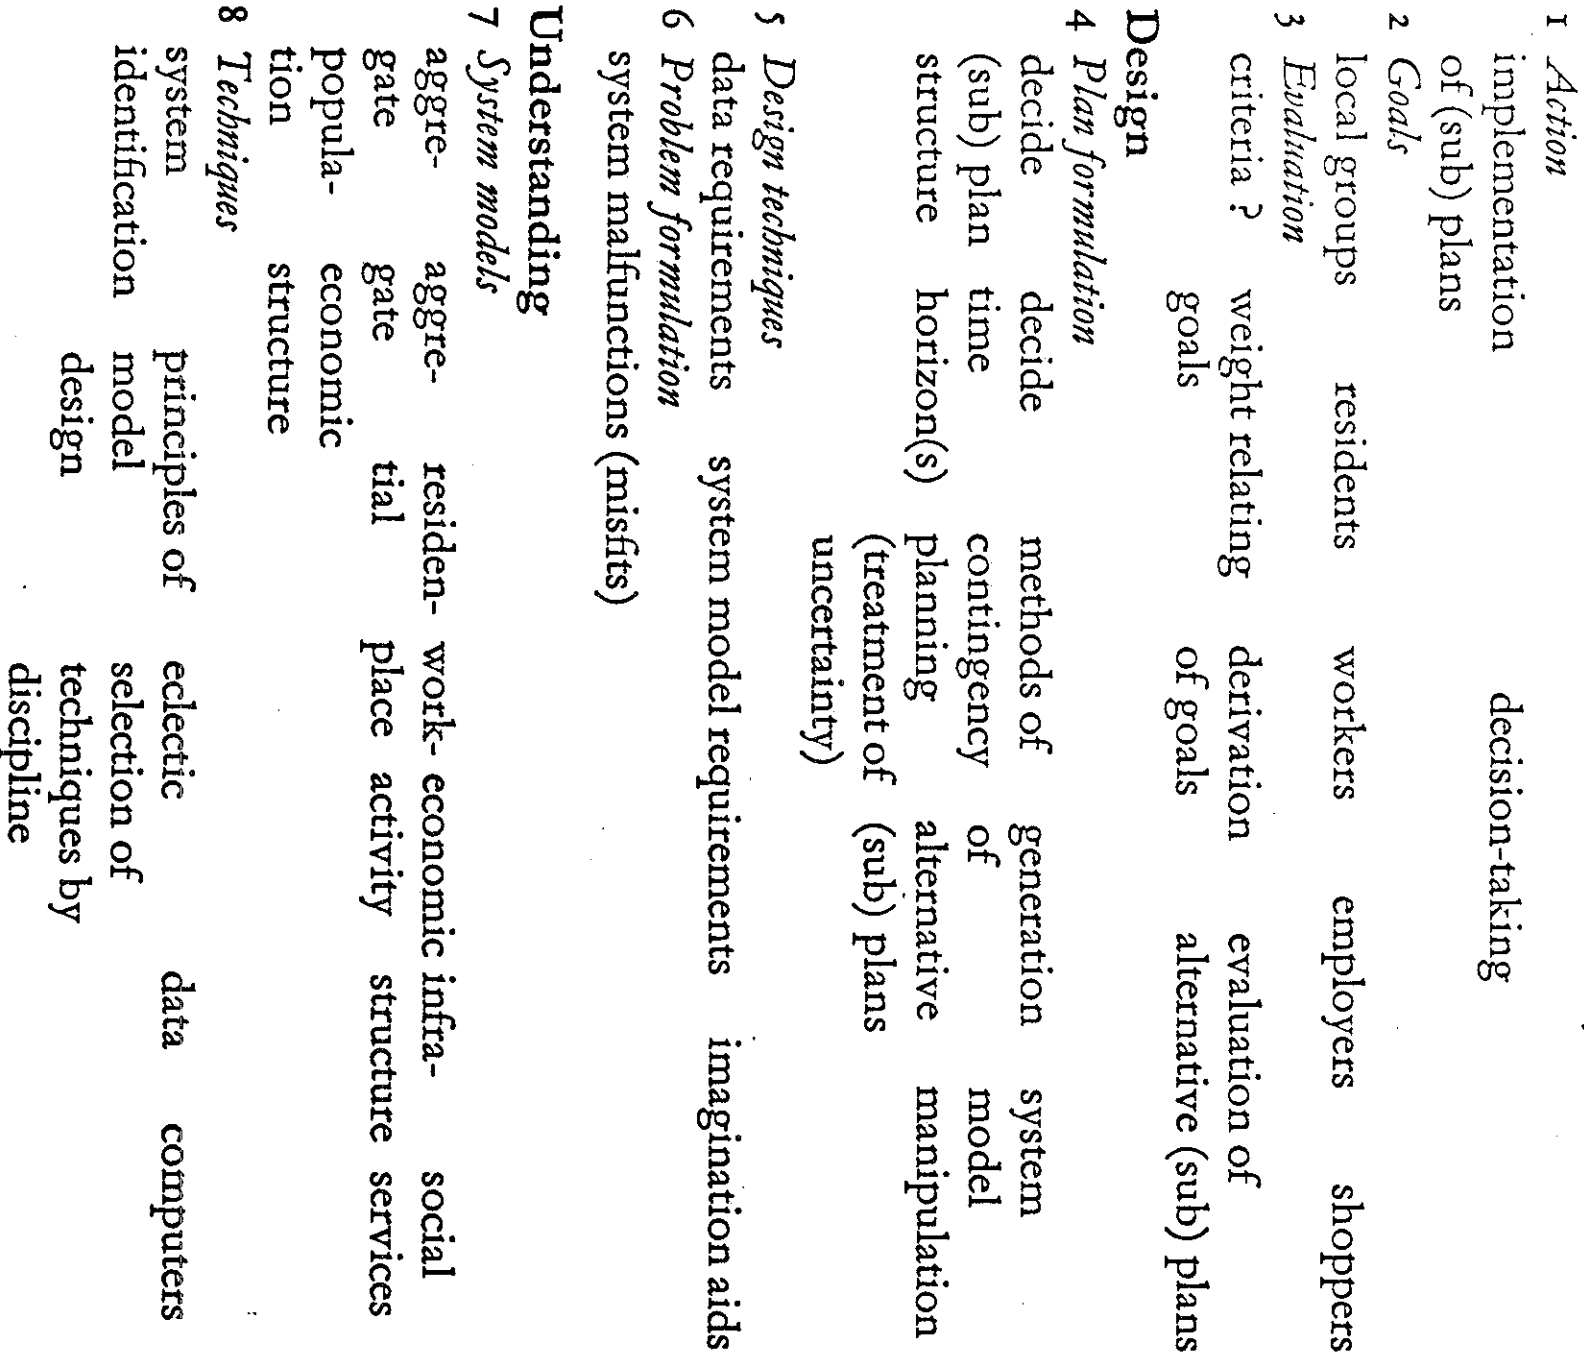 1 Action
implementation decision-taking
of (sub) plans
2 Goals
local groups residents workers employers shoppers
3 Evaluation
criteria ? weight relating derivation evaluation of
goals of goals alternative (sub) plans
Design
4 Plan formulation
decide decide methods of generation system
(sub) plan time contingency of model
structure horizon(s) planning alternative manipulation
(treatment of (sub) plans
uncertainty)
5 Design techniques
data requirements system model requirements imagination aids
6 Problem formulation
system malfunctions (misfits)
Understanding
7 System models
aggre- aggre- residen- work- economic infra- social
gate gate tial place activity structure services
popula- economic
tion structure
8 Techniques
system principles of eclectic data computers
identification model selection of
design techniques by
discipline